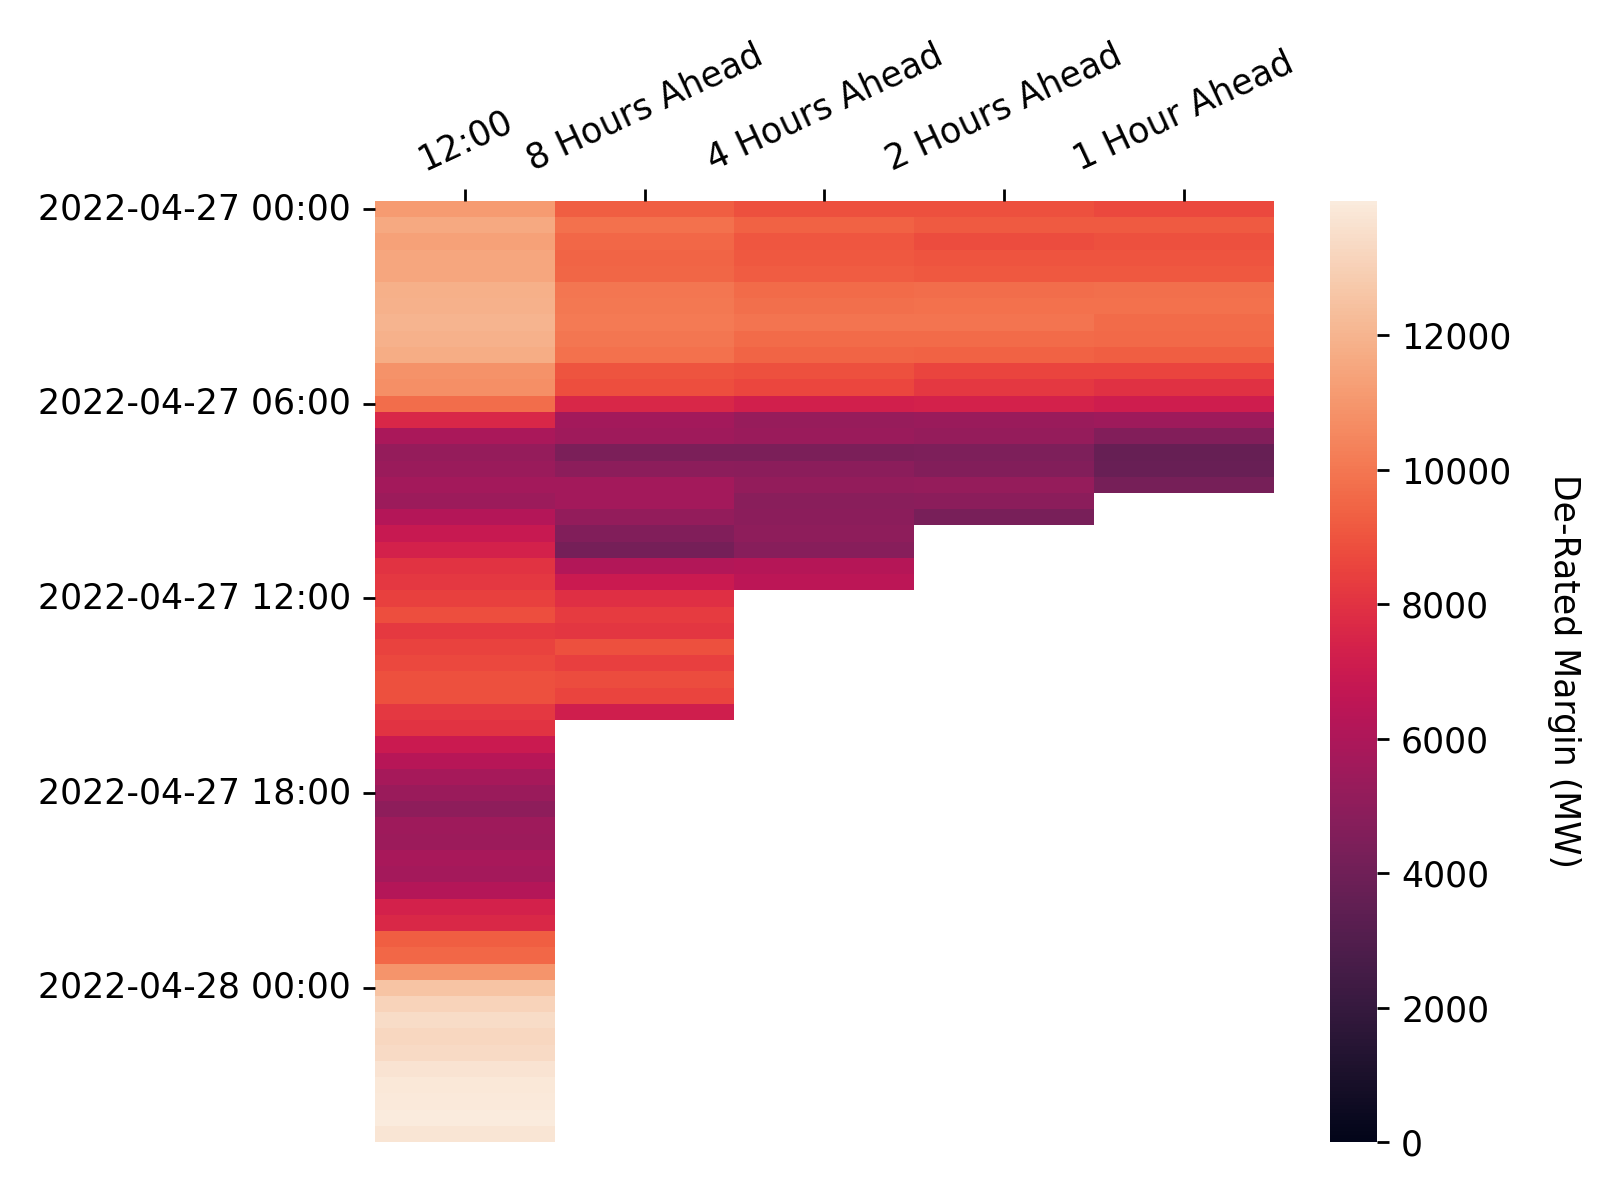 12:00
8 Hours Ahead
4 Hours Ahead
2 Hours Ahead
1 Hour Ahead
2022-04-27 00:00
2022-04-27 06:00
2022-04-27 12:00
2022-04-27 18:00
2022-04-28 00:00
12000
10000
8000
6000
4000
2000
0
De-Rated Margin (MW)